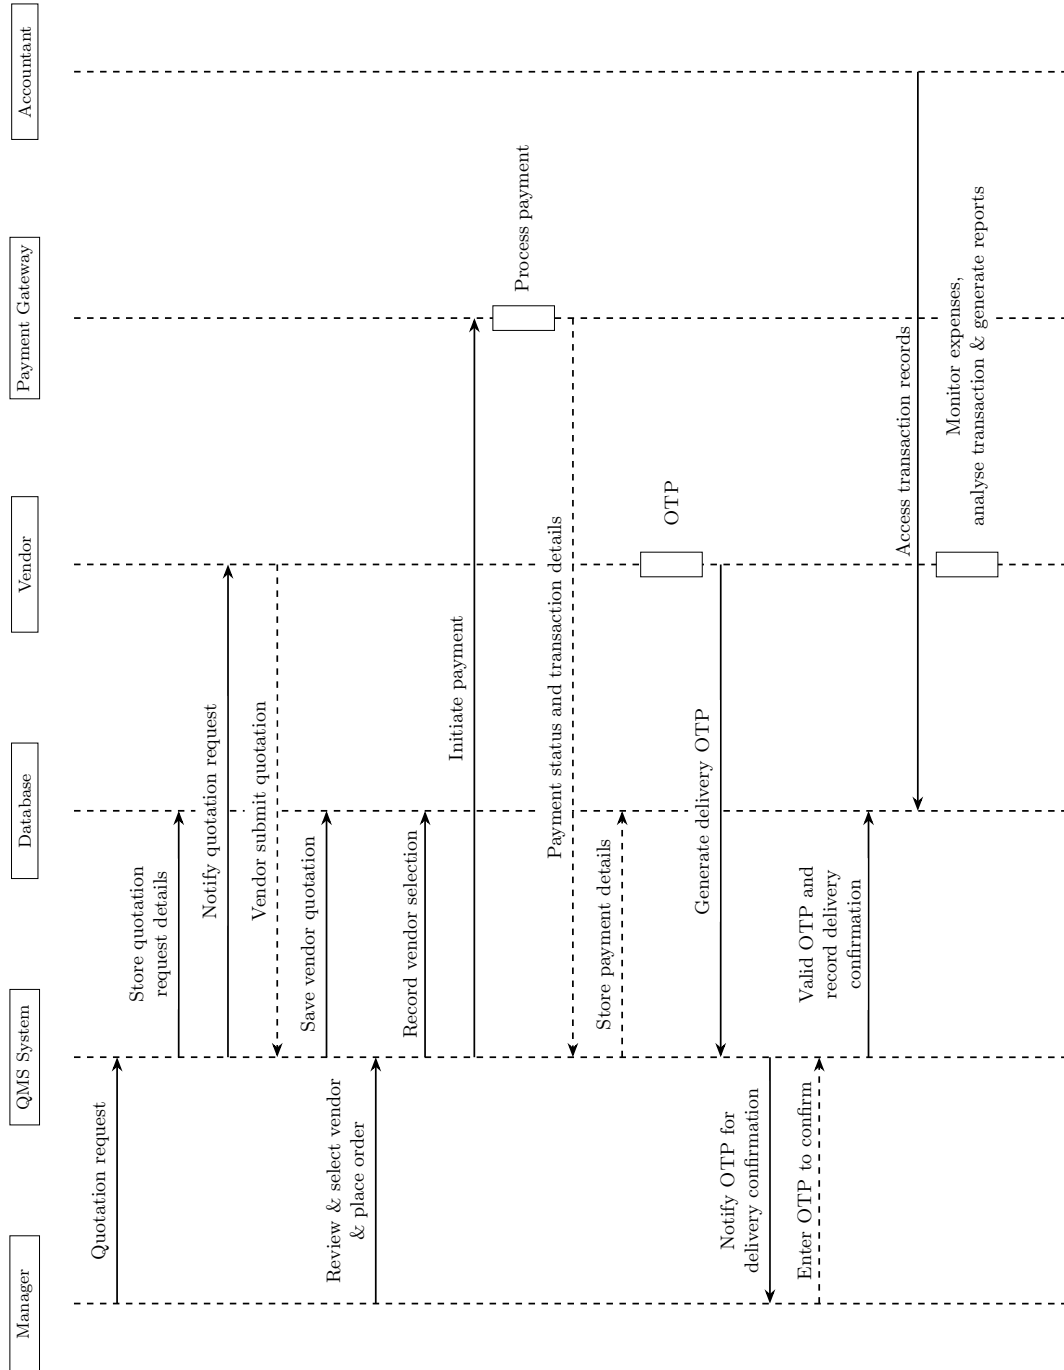 Manager
QMS System
Database
Vendor
Payment Gateway
Accountant
Quotation request
Store quotation
request details
Notify quotation request
Vendor submit quotation
Save vendor quotation
Review & select vendor
& place order
Record vendor selection
Initiate payment
Process payment
Payment status and transaction details
Store payment details
OTP
Generate delivery OTP
Notify OTP for
delivery confirmation
Enter OTP to confirm
Valid OTP and
record delivery
confirmation
Access transaction records
Monitor expenses,
analyse transaction & generate reports